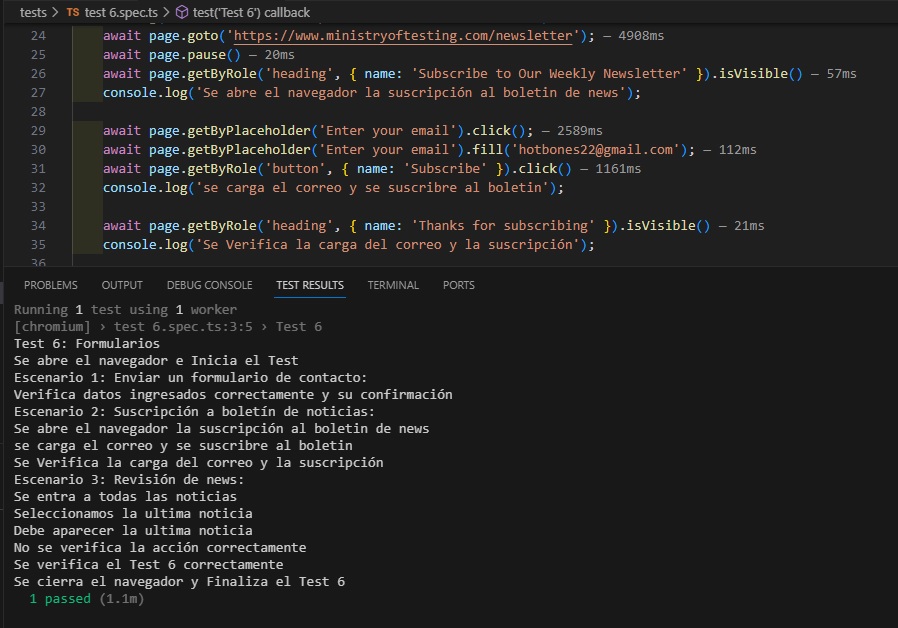 tests > TS test 6.spec.ts > test('Test 6') callback
24 await page.goto('https://www.ministryoftesting.com/newsletter'); — 4908ms
25 await page.pause() — 20ms
26 await page.getByRole('heading', { name: 'Subscribe to Our Weekly Newsletter' }).isVisible() — 57ms
27 console.log('Se abre el navegador la suscripción al boletin de news');
28
29 await page.getByPlaceholder('Enter your email').click(); — 2589ms
30 await page.getByPlaceholder('Enter your email').fill('hotbones22@gmail.com'); — 112ms
31 await page.getByRole('button', { name: 'Subscribe' }).click() — 1161ms
32 console.log('se carga el correo y se suscribre al boletin');
33
34 await page.getByRole('heading', { name: 'Thanks for subscribing' }).isVisible() — 21ms
35 console.log('Se Verifica la carga del correo y la suscripción');
36
PROBLEMS OUTPUT DEBUG CONSOLE TEST RESULTS TERMINAL PORTS
Running 1 test using 1 worker
[chromium] › test 6.spec.ts:3:5 › Test 6
Test 6: Formularios
Se abre el navegador e Inicia el Test
Escenario 1: Enviar un formulario de contacto:
Verifica datos ingresados correctamente y su confirmación
Escenario 2: Suscripción a boletín de noticias:
Se abre el navegador la suscripción al boletin de news
se carga el correo y se suscribre al boletin
Se Verifica la carga del correo y la suscripción
Escenario 3: Revisión de news:
Se entra a todas las noticias
Seleccionamos la ultima noticia
Debe aparecer la ultima noticia
No se verifica la acción correctamente
Se verifica el Test 6 correctamente
Se cierra el navegador y Finaliza el Test 6
1 passed (1.1m)